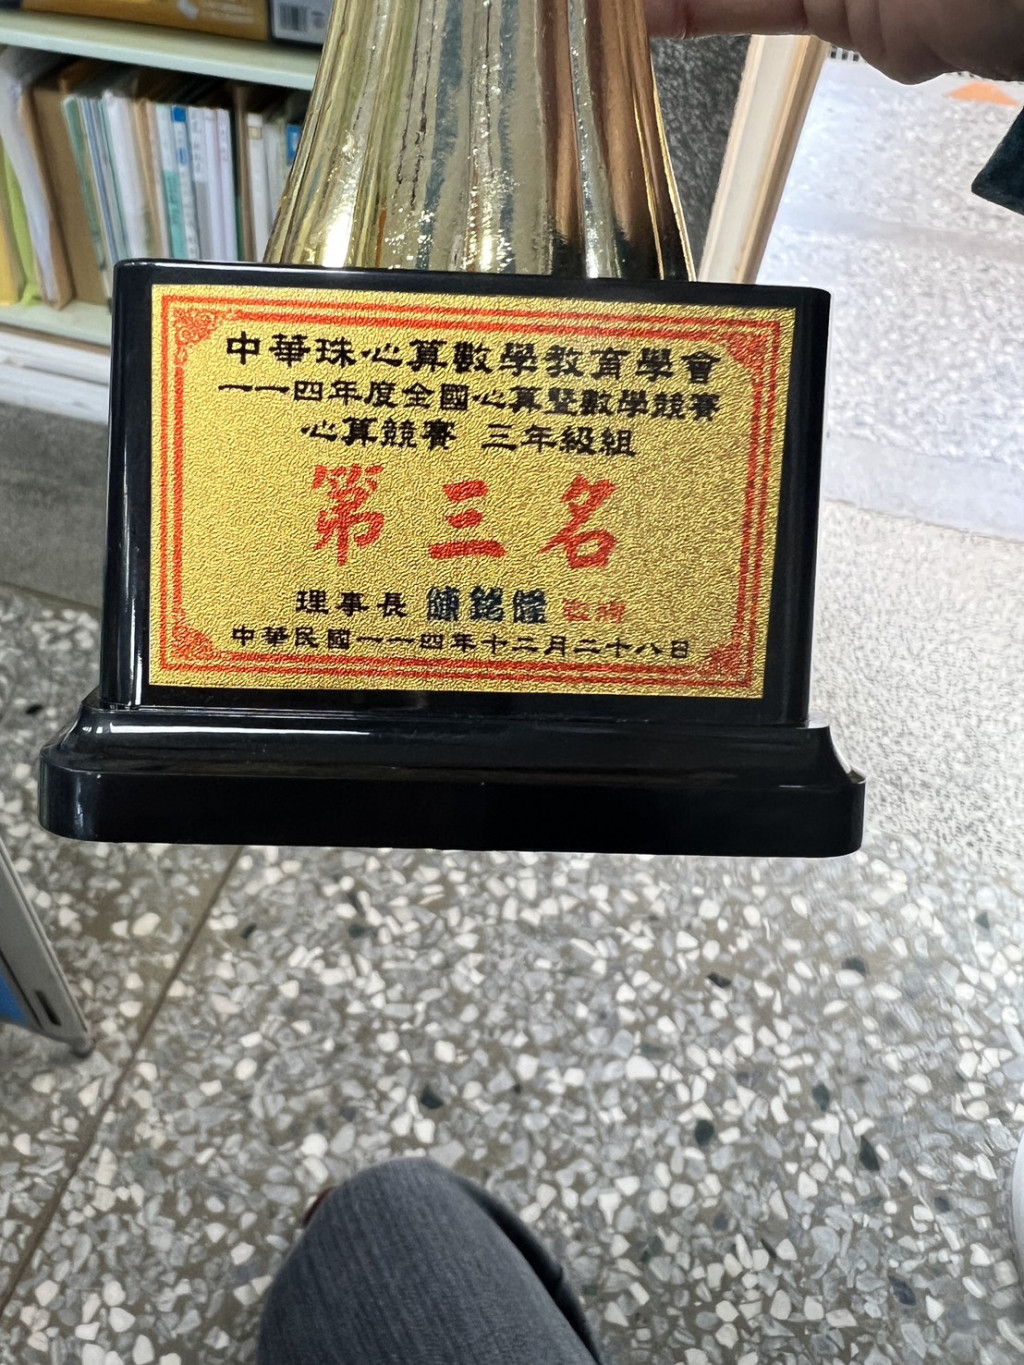 中華珠心算數學教育學會
一一四年度全國心算暨數學競賽
心算競賽 三年級組
第三名
理事長 陳銘
中華民國一一四年十二月二十八日